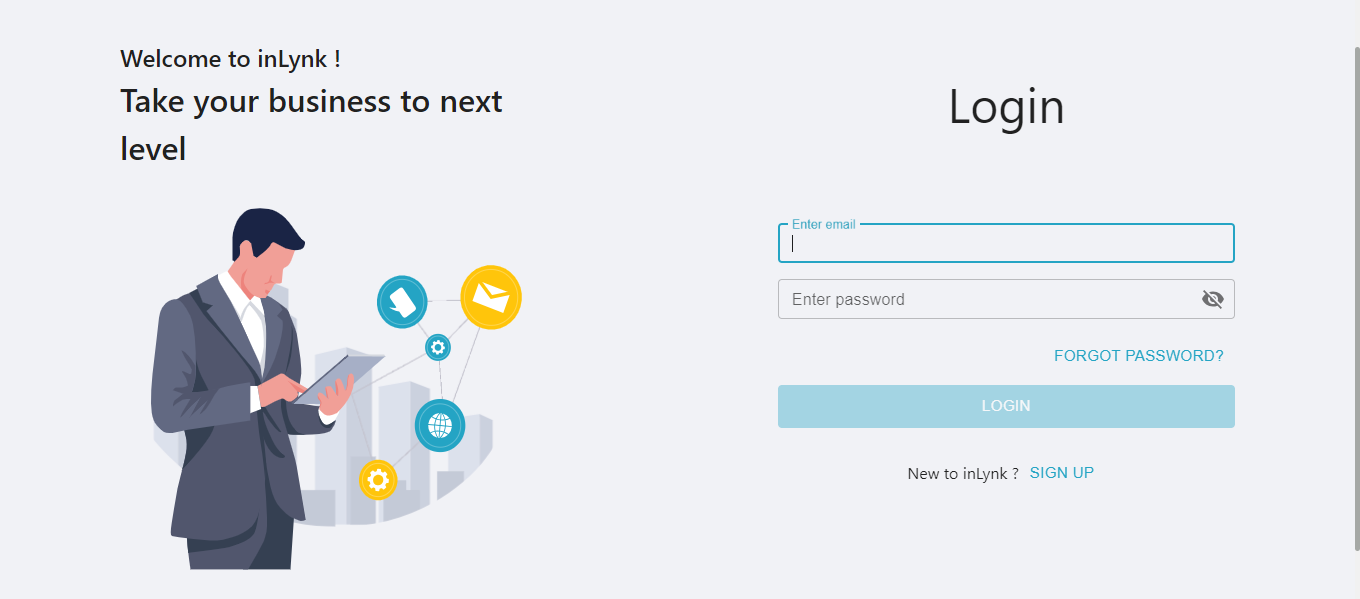 Welcome to inLynk !
Take your business to next
level
Login
Enter email
Enter password
FORGOT PASSWORD?
LOGIN
New to inLynk ? SIGN UP